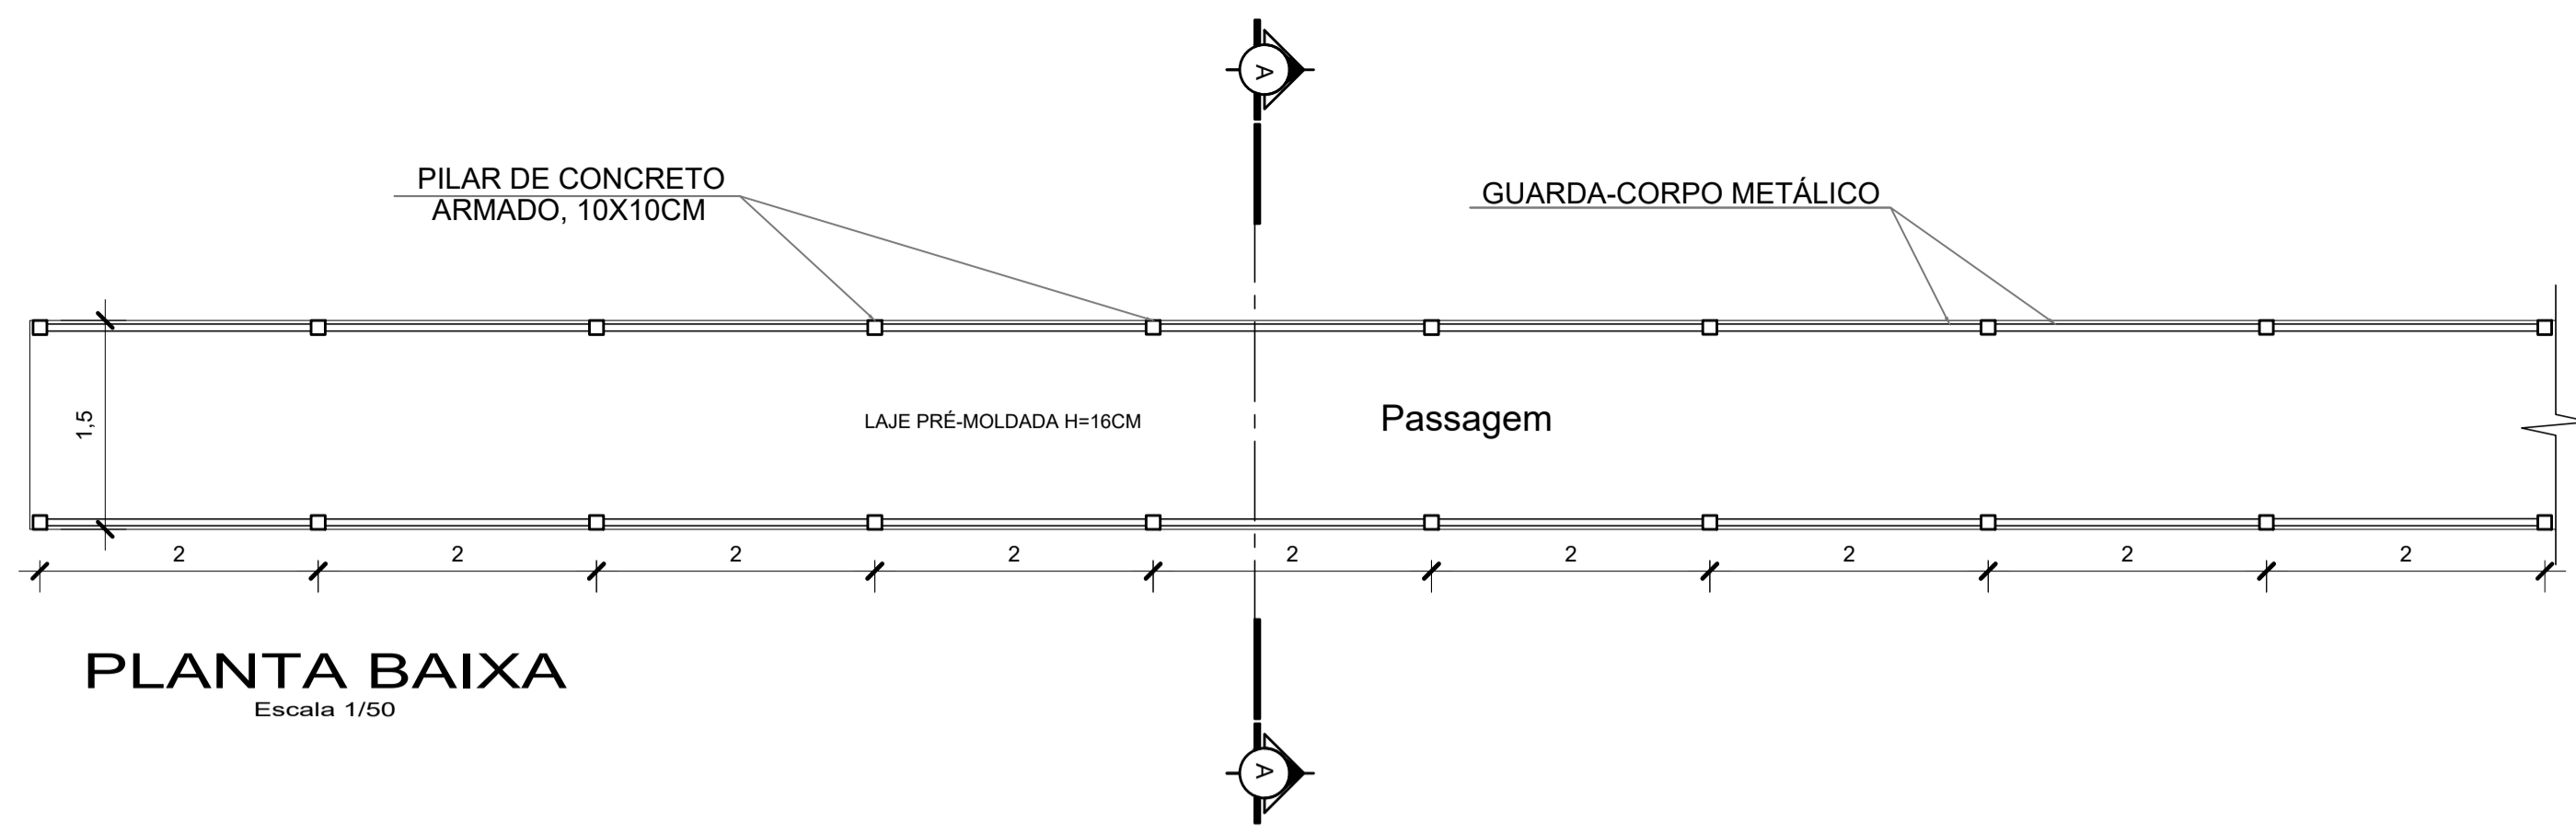 A
PILAR DE CONCRETO
ARMADO, 10X10CM
GUARDA-CORPO METÁLICO
1,5
LAJE PRÉ-MOLDADA H=16CM
Passagem
2 2 2 2 2 2 2 2 2
PLANTA BAIXA
Escala 1/50
A